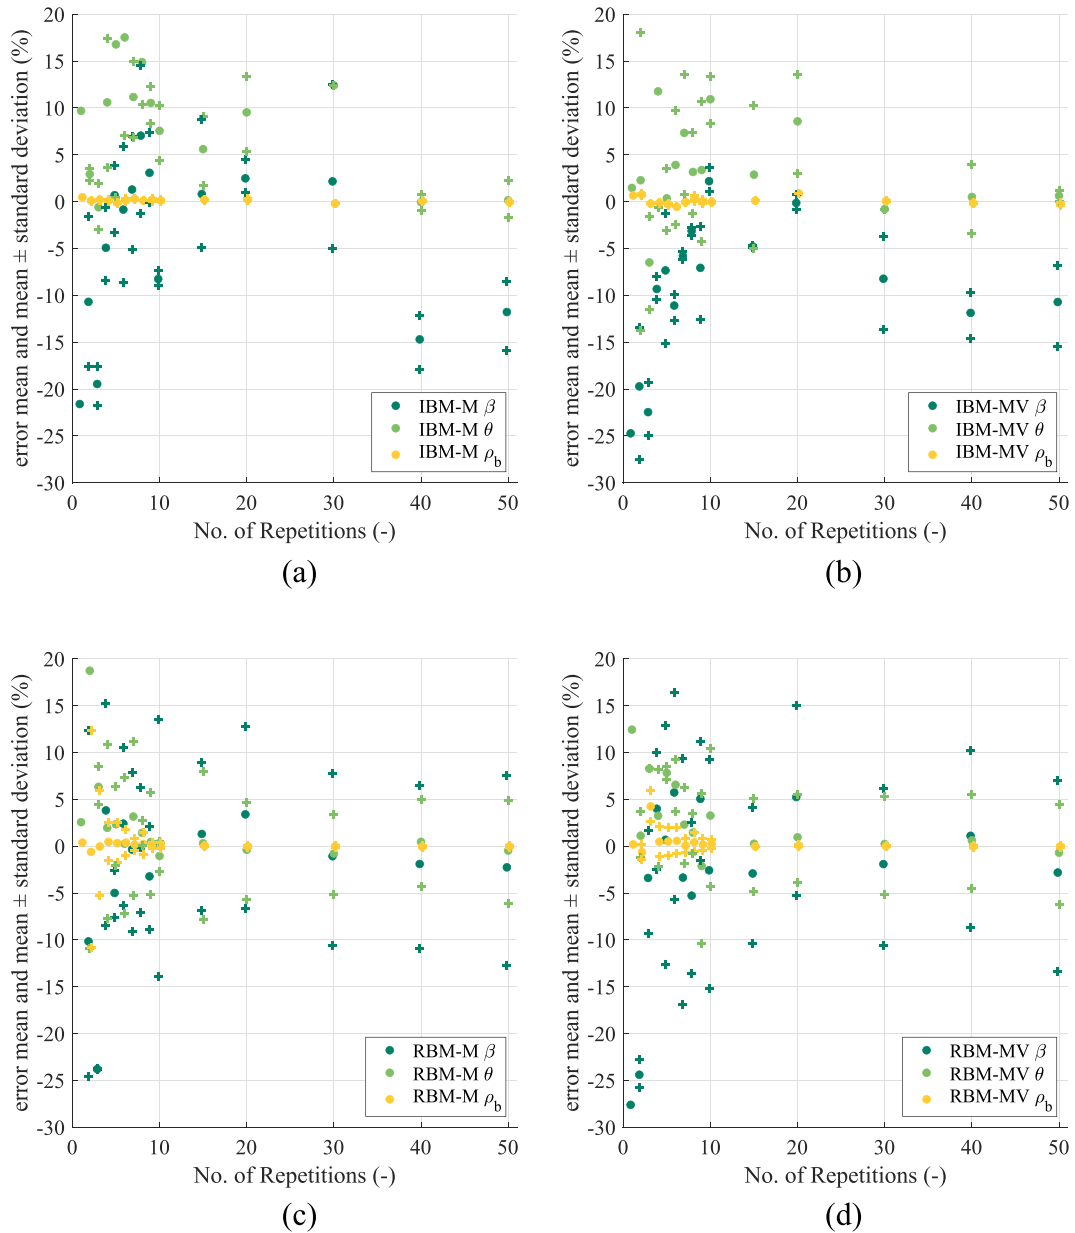 error mean and mean ± standard deviation (%)
20
15
10
5
0
-5
-10
-15
-20
-25
-30
IBM-M β
IBM-M θ
IBM-M ρb
0 10 20 30 40 50
No. of Repetitions (-)
(a)
error mean and mean ± standard deviation (%)
20
15
10
5
0
-5
-10
-15
-20
-25
-30
IBM-MV β
IBM-MV θ
IBM-MV ρb
0 10 20 30 40 50
No. of Repetitions (-)
(b)
error mean and mean ± standard deviation (%)
20
15
10
5
0
-5
-10
-15
-20
-25
-30
RBM-M β
RBM-M θ
RBM-M ρb
0 10 20 30 40 50
No. of Repetitions (-)
(c)
error mean and mean ± standard deviation (%)
20
15
10
5
0
-5
-10
-15
-20
-25
-30
RBM-MV β
RBM-MV θ
RBM-MV ρb
0 10 20 30 40 50
No. of Repetitions (-)
(d)